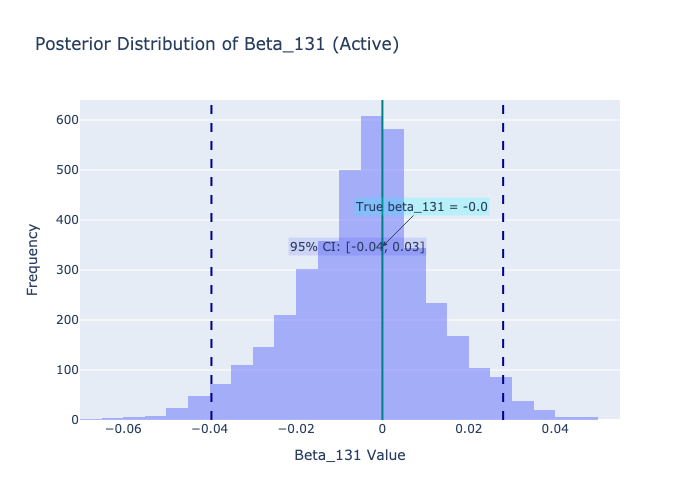 Posterior Distribution of Beta_131 (Active)
600
500
400
300
200
100
0
Frequency
True beta_131 = -0.0
95% CI: [-0.04, 0.03]
−0.06
−0.04
−0.02
0
0.02
0.04
Beta_131 Value